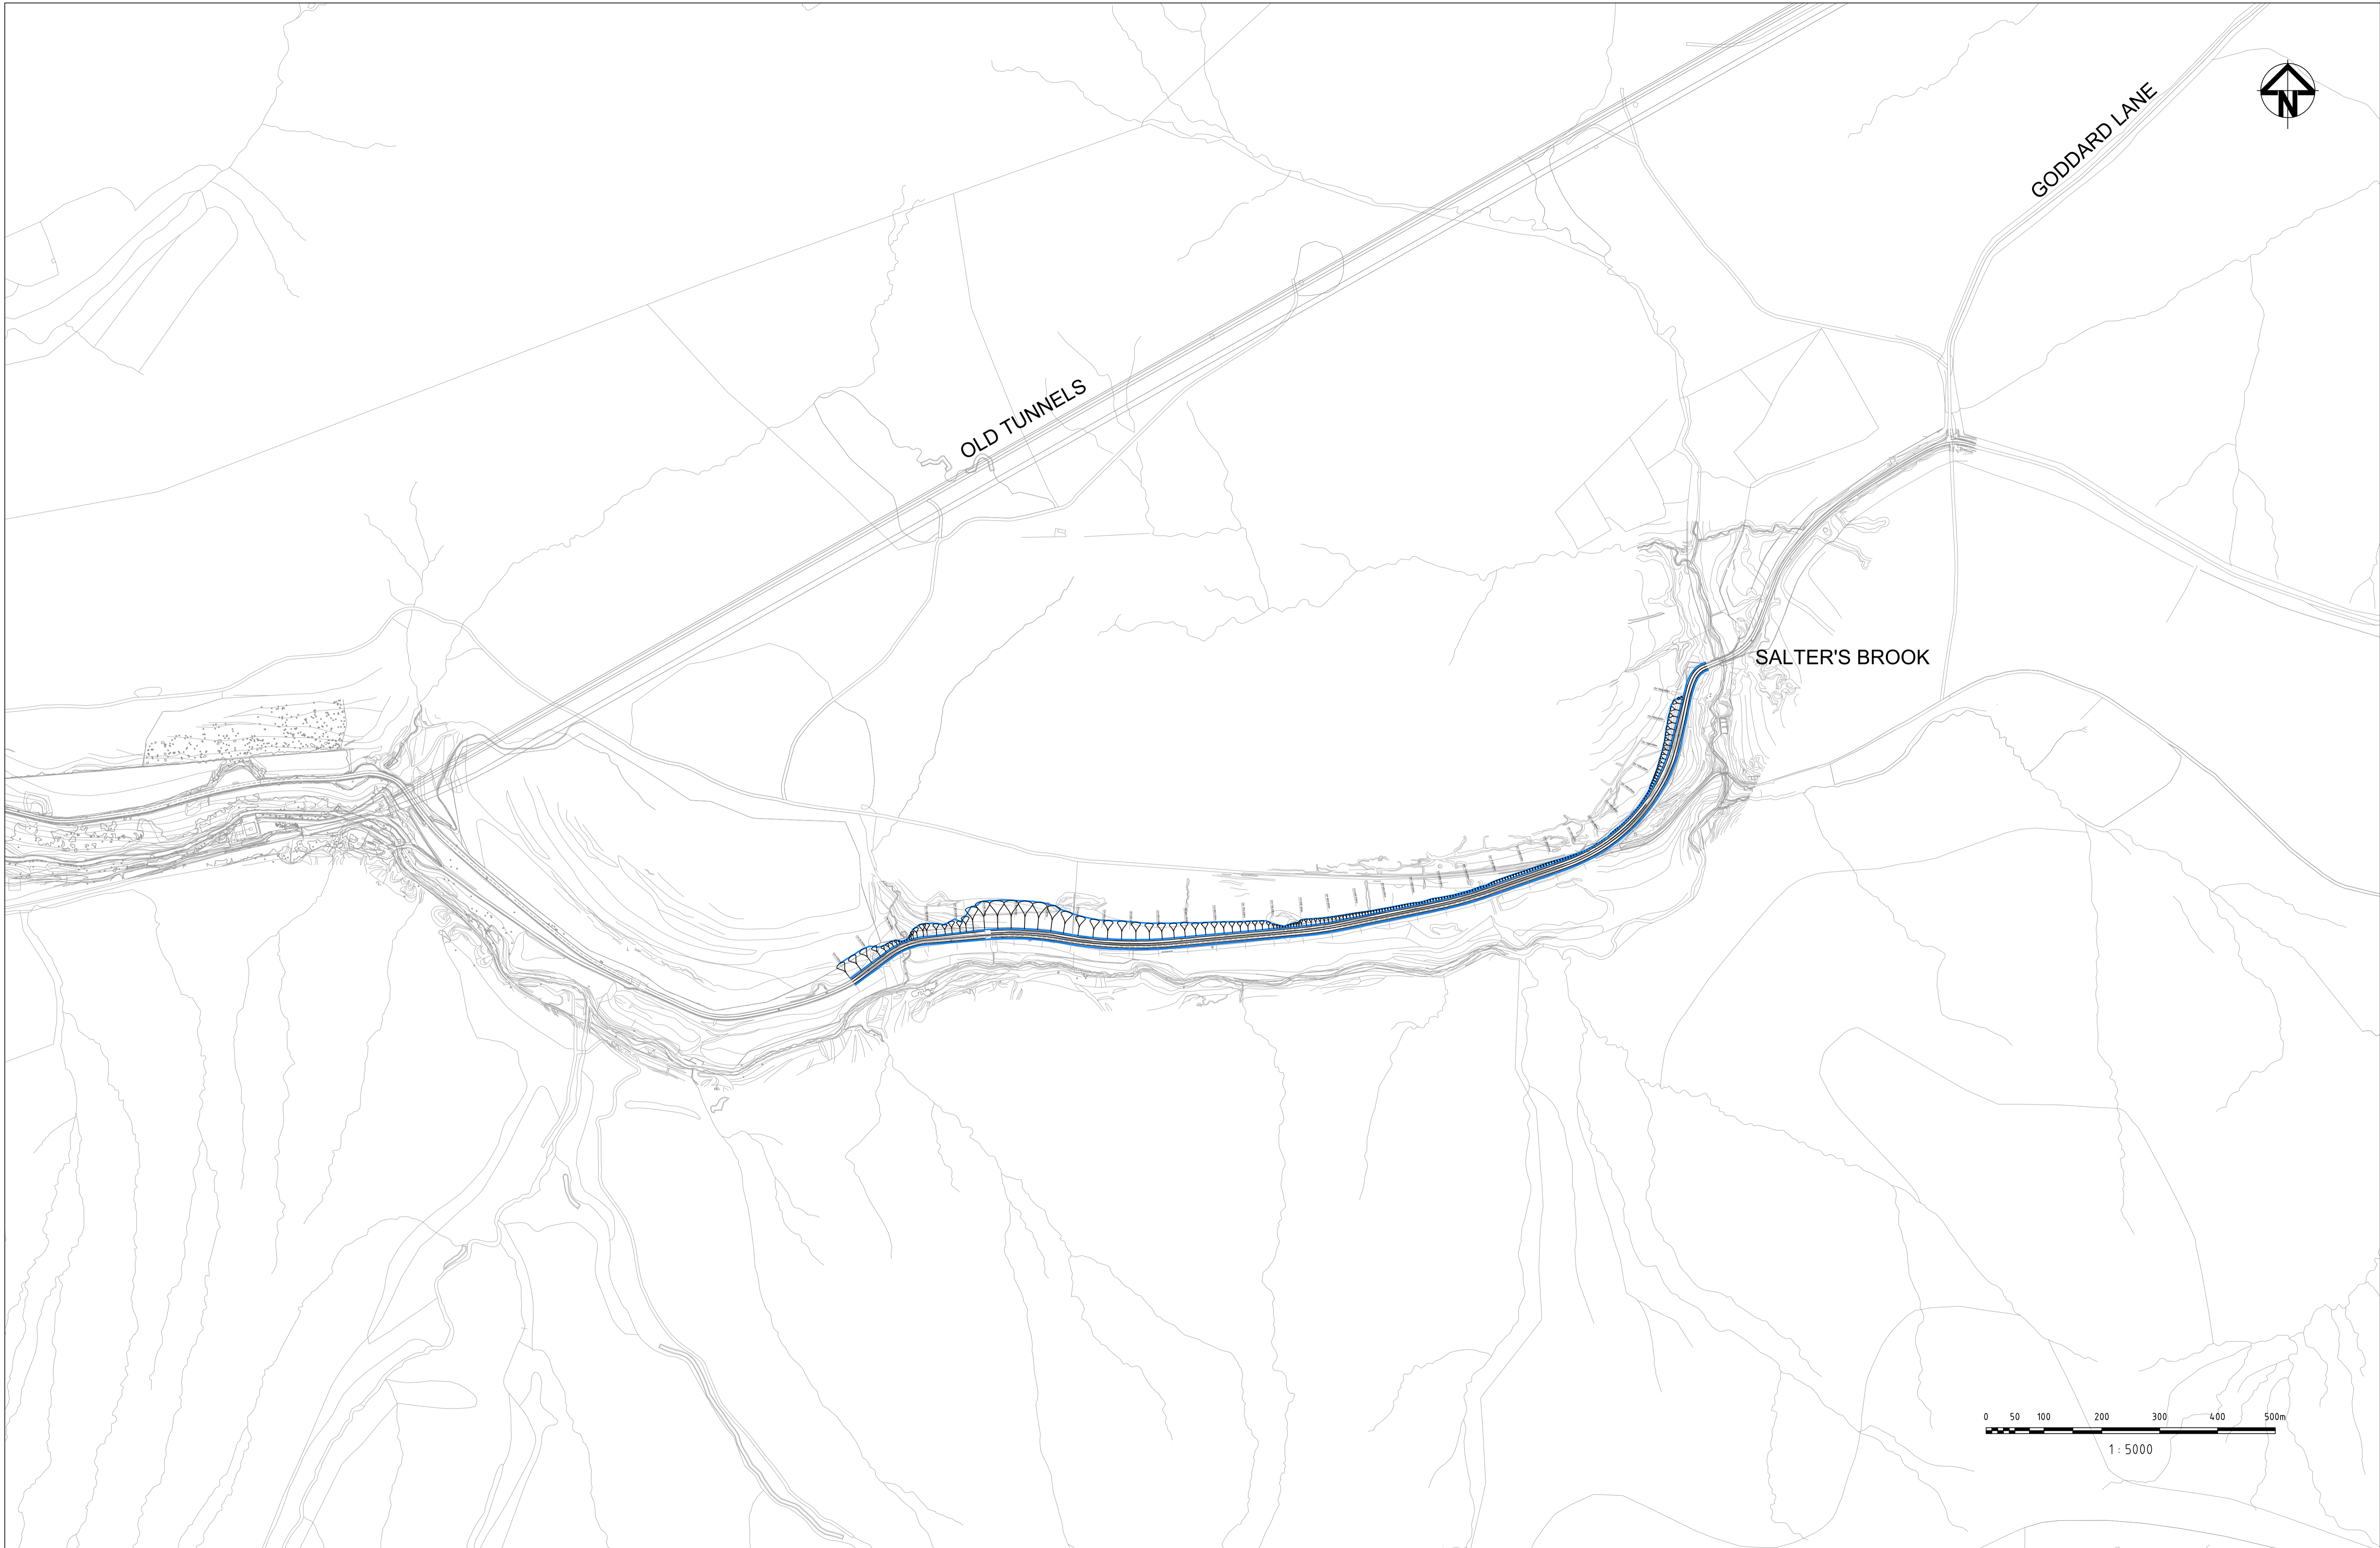 N
GODDARD LANE
OLD TUNNELS
SALTER'S BROOK
0 50 100 200 300 400 500m
1 : 5000